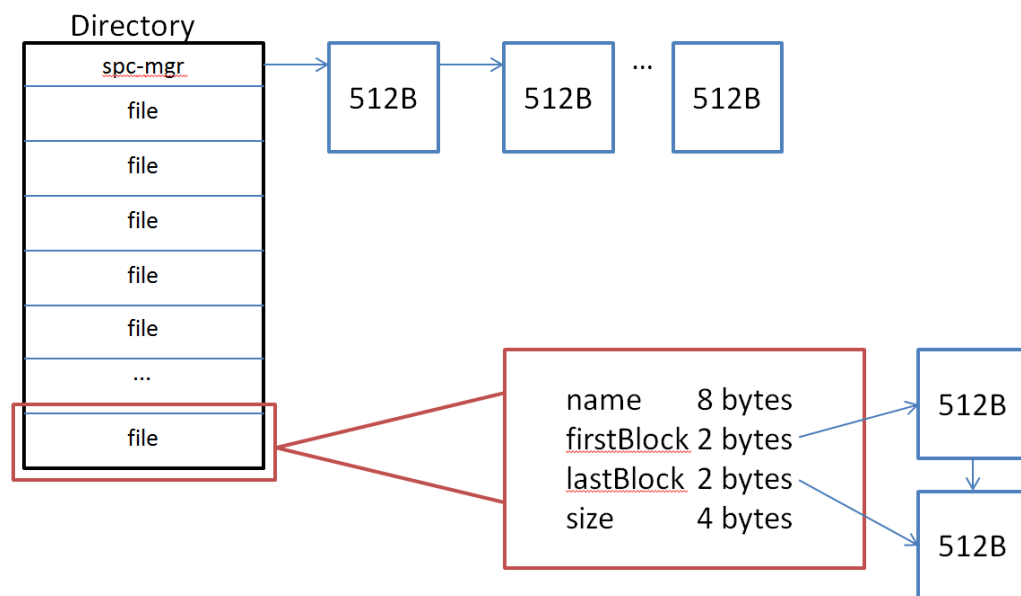 Directory
spc-mgr
512B
512B
...
512B
file
file
file
file
file
...
file
name 8 bytes
firstBlock 2 bytes
lastBlock 2 bytes
size 4 bytes
512B
512B